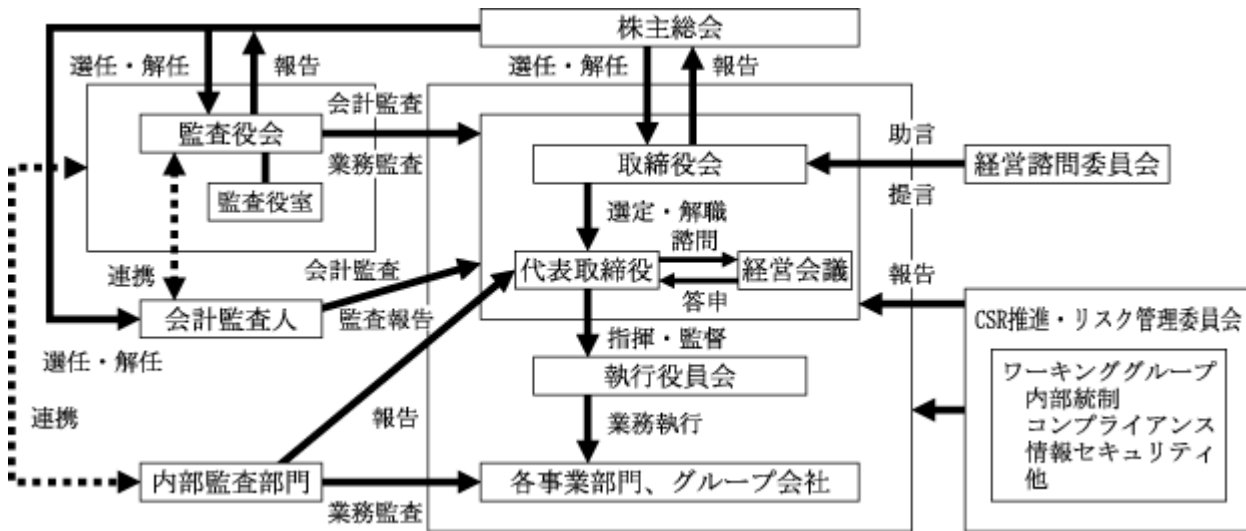 株主総会
選任・解任
報告
選任・解任
報告
会計監査
監査役会
業務監査
監査役室
取締役会
助言
経営諮問委員会
提言
選定・解職
諮問
代表取締役
経営会議
答申
連携
会計監査
会計監査人
監査報告
報告
選任・解任
指揮・監督
執行役員会
CSR推進・リスク管理委員会
ワーキンググループ
内部統制
コンプライアンス
情報セキュリティ
他
連携
報告
業務執行
内部監査部門
業務監査
各事業部門、グループ会社